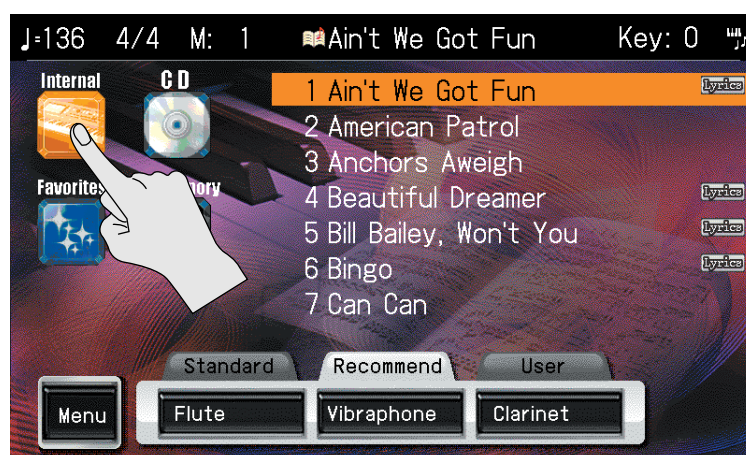 ♩=136 4/4 M: 1 Ain't We Got Fun Key: 0
Internal CD
Favorites
1 Ain't We Got Fun Lyrics
2 American Patrol
3 Anchors Aweigh
4 Beautiful Dreamer Lyrics
5 Bill Bailey, Won't You Lyrics
6 Bingo Lyrics
7 Can Can
Standard Recommend User
Menu Flute Vibraphone Clarinet